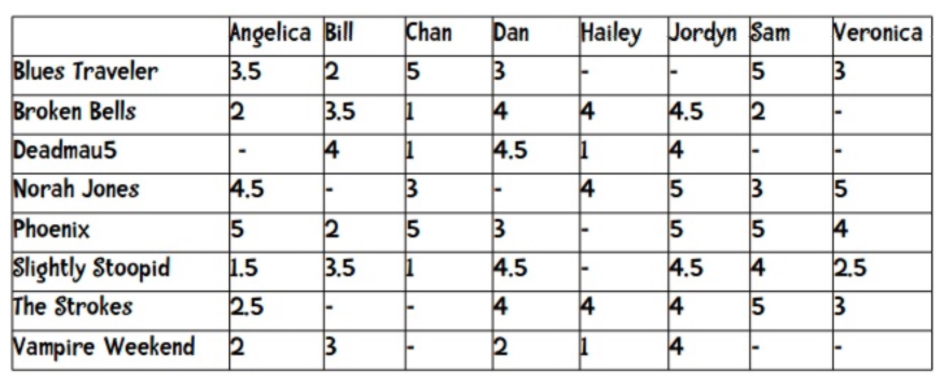 Angelica Bill Chan Dan Hailey Jordyn Sam Veronica
Blues Traveler 3.5 2 5 3 - - 5 3
Broken Bells 2 3.5 1 4 4 4.5 2 -
Deadmau5 - 4 1 4.5 1 4 - -
Norah Jones 4.5 - 3 - 4 5 3 5
Phoenix 5 2 5 3 - 5 5 4
Slightly Stoopid 1.5 3.5 1 4.5 - 4.5 4 2.5
The Strokes 2.5 - - 4 4 4 5 3
Vampire Weekend 2 3 - 2 1 4 - -